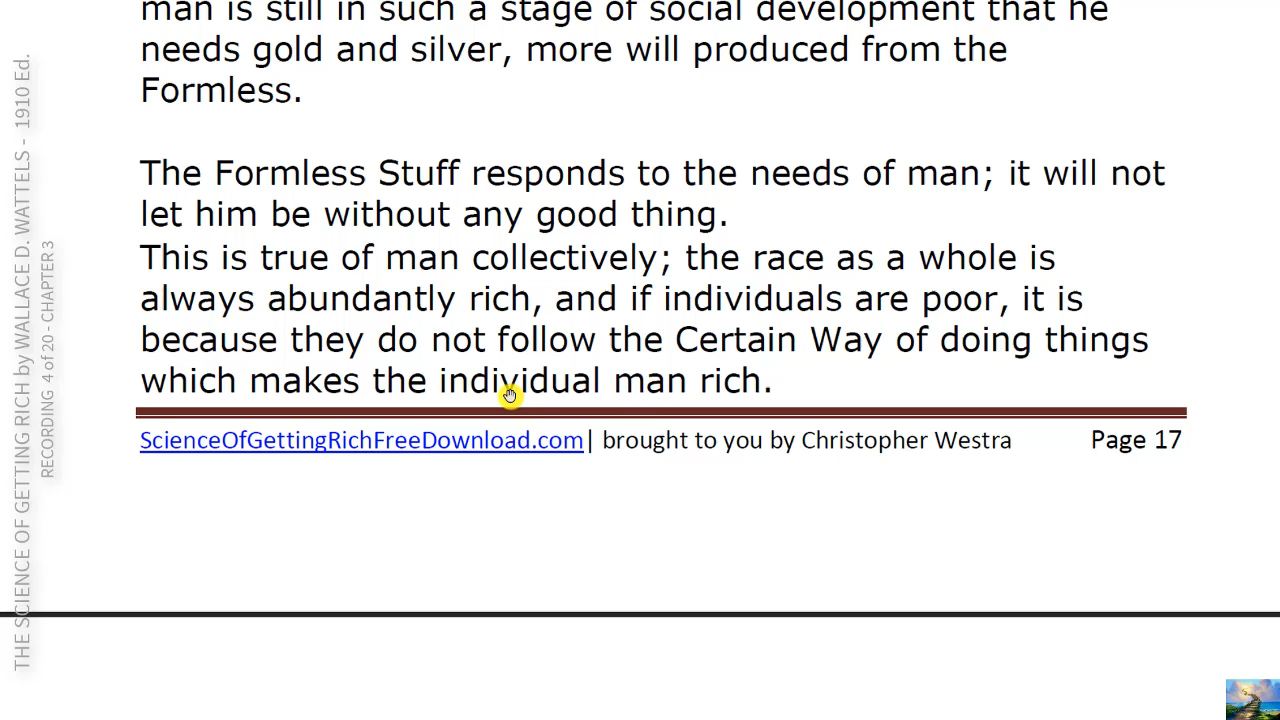 man is still in such a stage of social development that he
needs gold and silver, more will produced from the
Formless.
The Formless Stuff responds to the needs of man; it will not
let him be without any good thing.
This is true of man collectively; the race as a whole is
always abundantly rich, and if individuals are poor, it is
because they do not follow the Certain Way of doing things
which makes the individual man rich.
ScienceOfGettingRichFreeDownload.com| brought to you by Christopher Westra Page 17
THE SCIENCE OF GETTING RICH by WALLACE D. WATTELS - 1910 Ed.
RECORDING 4 of 20 - CHAPTER 3